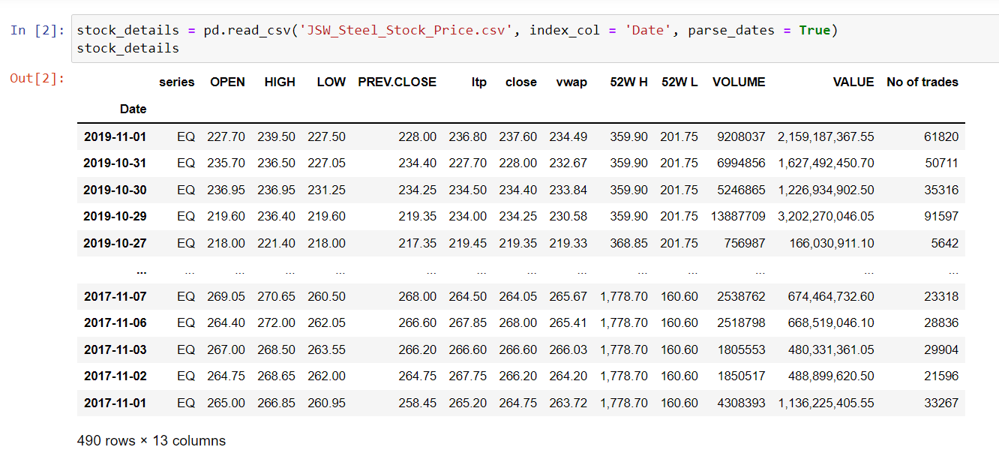 In [2]: stock_details = pd.read_csv('JSW_Steel_Stock_Price.csv', index_col = 'Date', parse_dates = True)
stock_details
Out[2]:
series OPEN HIGH LOW PREV.CLOSE ltp close vwap 52W H 52W L VOLUME VALUE No of trades
Date
2019-11-01 EQ 227.70 239.50 227.50 228.00 236.80 237.60 234.49 359.90 201.75 9208037 2,159,187,367.55 61820
2019-10-31 EQ 235.70 236.50 227.05 234.40 227.70 228.00 232.67 359.90 201.75 6994856 1,627,492,450.70 50711
2019-10-30 EQ 236.95 236.95 231.25 234.25 234.50 234.40 233.84 359.90 201.75 5246865 1,226,934,902.50 35316
2019-10-29 EQ 219.60 236.40 219.60 219.35 234.00 234.25 230.58 359.90 201.75 13887709 3,202,270,046.05 91597
2019-10-27 EQ 218.00 221.40 218.00 217.35 219.45 219.35 219.33 368.85 201.75 756987 166,030,911.10 5642
... ... ... ... ... ... ... ... ... ... ... ... ... ...
2017-11-07 EQ 269.05 270.65 260.50 268.00 264.50 264.05 265.67 1,778.70 160.60 2538762 674,464,732.60 23318
2017-11-06 EQ 264.40 272.00 262.05 266.60 267.85 268.00 265.41 1,778.70 160.60 2518798 668,519,046.10 28836
2017-11-03 EQ 267.00 268.50 263.55 266.20 266.60 266.60 266.03 1,778.70 160.60 1805553 480,331,361.05 29904
2017-11-02 EQ 264.75 268.65 262.00 264.75 267.75 266.20 264.20 1,778.70 160.60 1850517 488,899,620.50 21596
2017-11-01 EQ 265.00 266.85 260.95 258.45 265.20 264.75 263.72 1,778.70 160.60 4308393 1,136,225,405.55 33267
490 rows × 13 columns